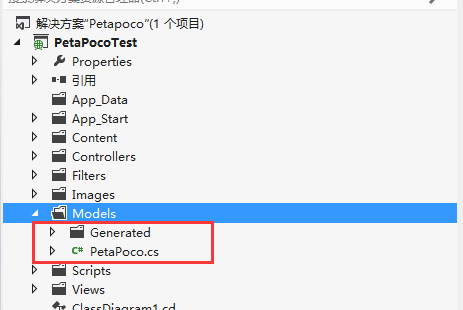 解决方案"Petapoco"(1 个项目)
PetaPocoTest
Properties
引用
App_Data
App_Start
Content
Controllers
Filters
Images
Models
Generated
C# PetaPoco.cs
Scripts
Views
ClassDiagram1.cd